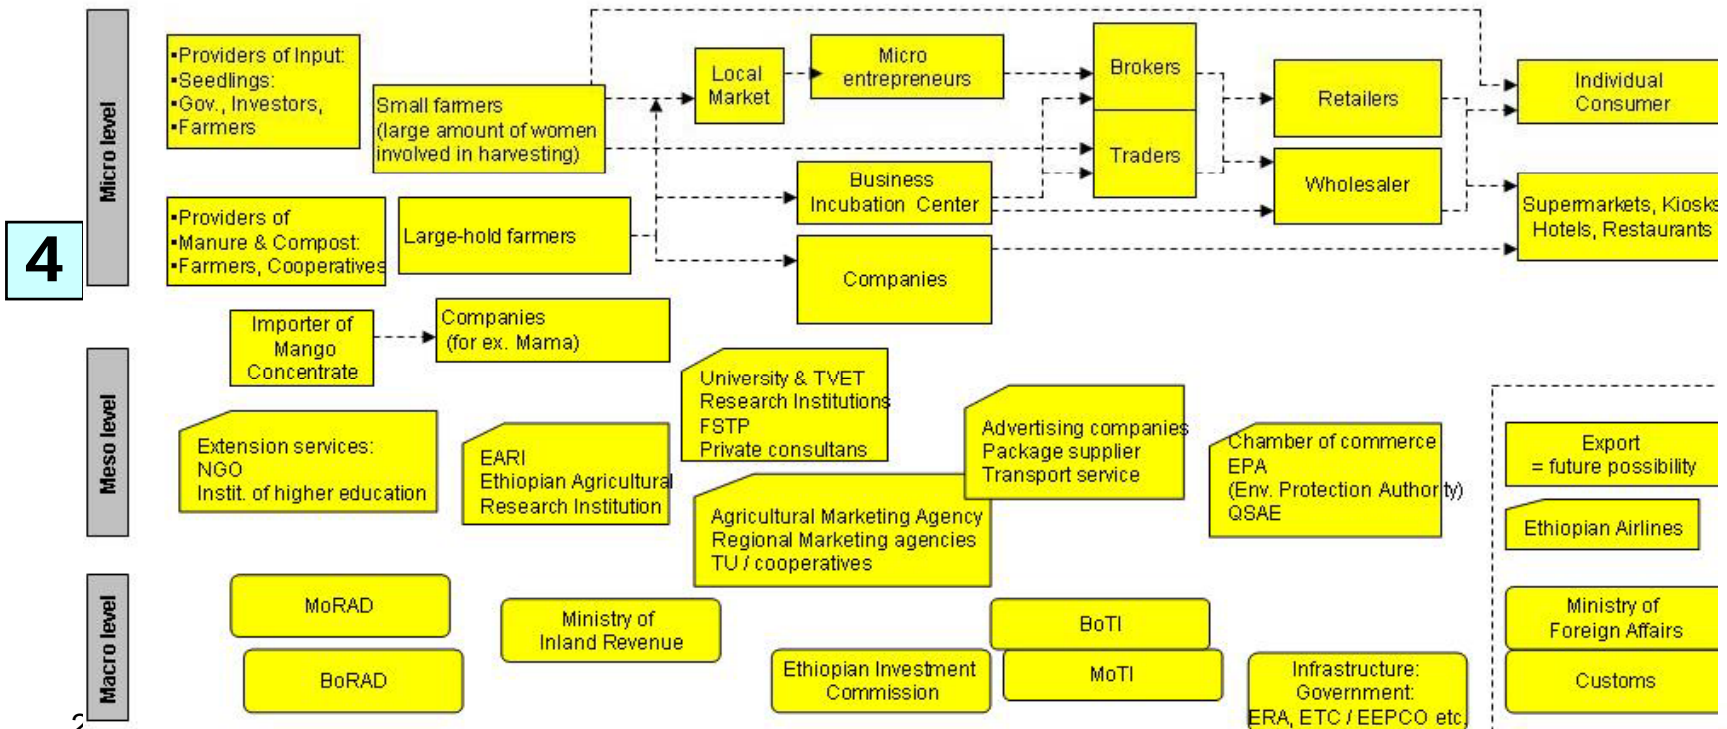 4
Micro level
▪Providers of Input:
▪Seedlings:
▪Gov., Investors,
▪Farmers
Small farmers
(large amount of women
involved in harvesting)
Local
Market
Micro
entrepreneurs
Brokers
Traders
Retailers
Wholesaler
Individual
Consumer
▪Providers of
▪Manure & Compost:
▪Farmers, Cooperatives
Large-hold farmers
Business
Incubation Center
Companies
Supermarkets, Kiosks
Hotels, Restaurants
Importer of
Mango
Concentrate
Companies
(for ex. Mama)
Meso level
Extension services:
NGO
Instit. of higher education
EARI
Ethiopian Agricultural
Research Institution
University & TVET
Research Institutions
FSTP
Private consultans
Agricultural Marketing Agency
Regional Marketing agencies
TU / cooperatives
Advertising companies
Package supplier
Transport service
Chamber of commerce
EPA
(Env. Protection Authority)
QSAE
Export
= future possibility
Ethiopian Airlines
Macro level
MoRAD
BoRAD
Ministry of
Inland Revenue
Ethiopian Investment
Commission
BoTI
MoTI
Infrastructure:
Government:
ERA, ETC / EEPCO etc.
Ministry of
Foreign Affairs
Customs